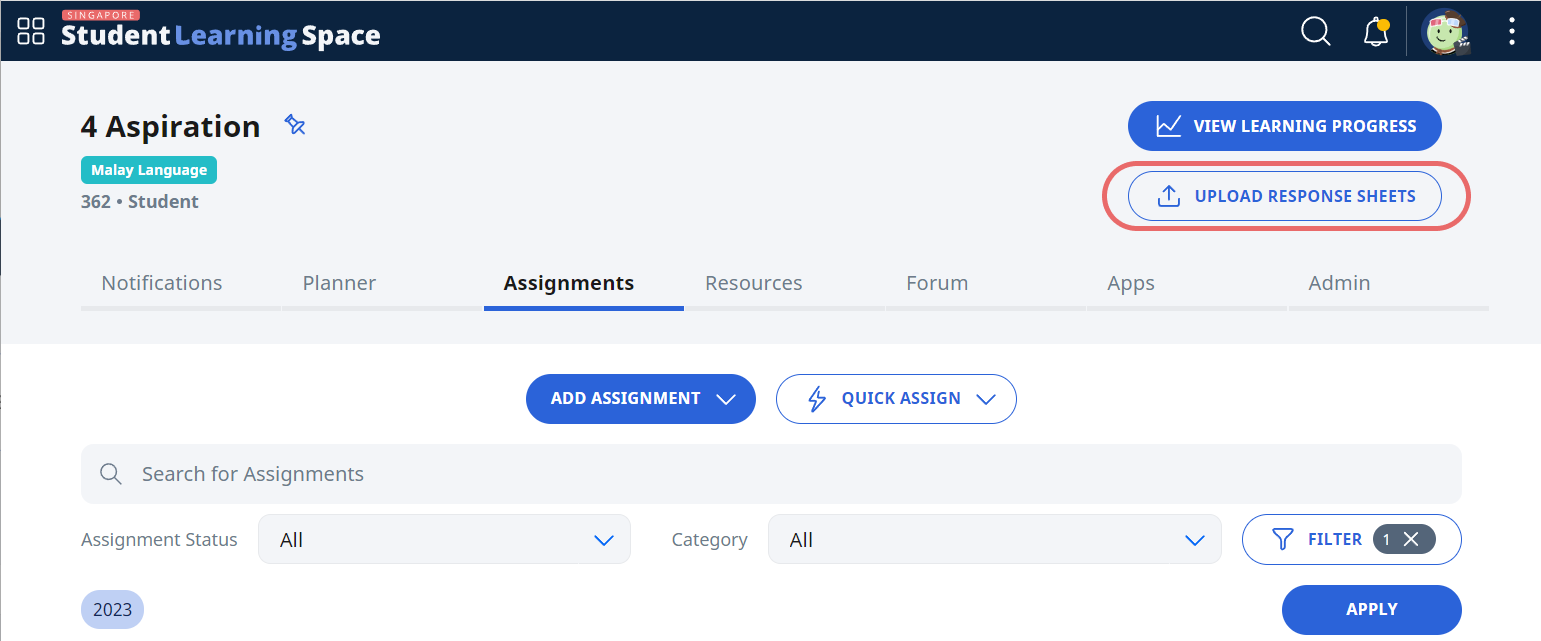 SINGAPORE
Student Learning Space
4 Aspiration
VIEW LEARNING PROGRESS
Malay Language
362 • Student
UPLOAD RESPONSE SHEETS
Notifications Planner Assignments Resources Forum Apps Admin
ADD ASSIGNMENT QUICK ASSIGN
Search for Assignments
Assignment Status All Category All FILTER 1
2023 APPLY